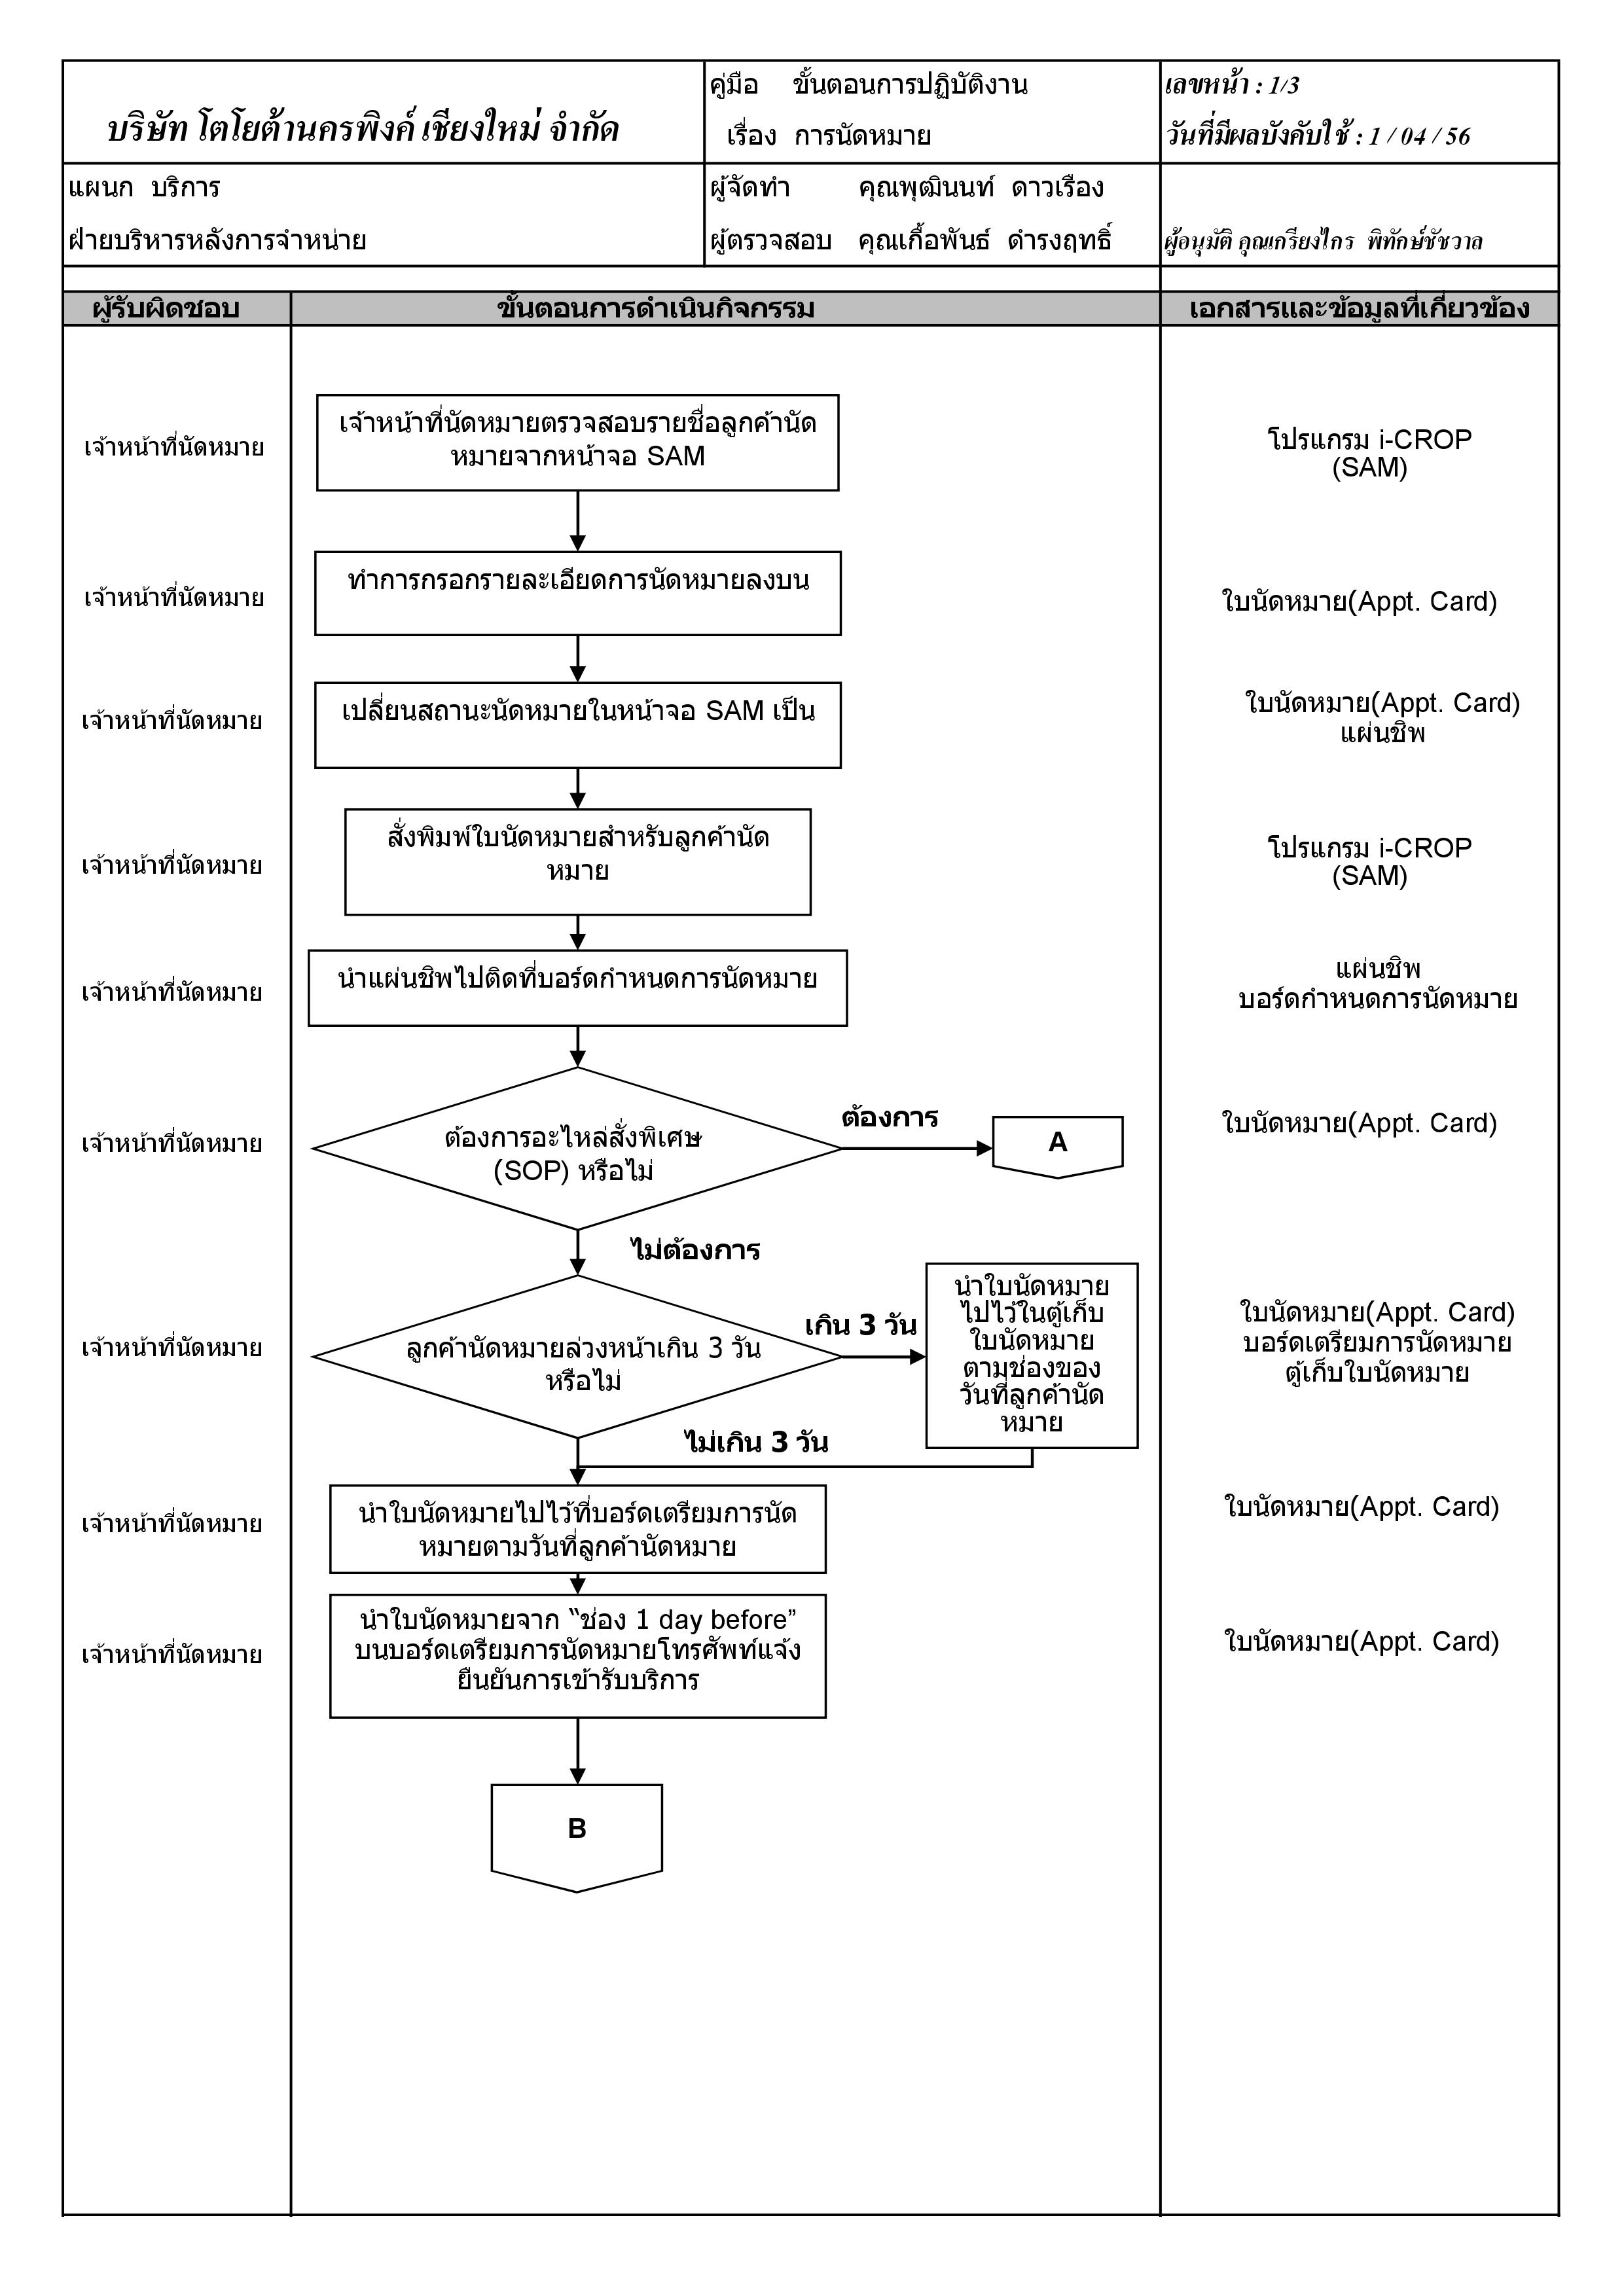 บริษัท โตโยต้านครพิงค์ เชียงใหม่ จำกัด
คู่มือ ขั้นตอนการปฏิบัติงาน
เรื่อง การนัดหมาย
เลขหน้า : 1/3
วันที่มีผลบังคับใช้ : 1 / 04 / 56
แผนก บริการ
ฝ่ายบริหารหลังการจำหน่าย
ผู้จัดทำ คุณพุฒินนท์ ดาวเรือง
ผู้ตรวจสอบ คุณเกื้อพันธ์ ดำรงฤทธิ์
ผู้อนุมัติ คุณเกรียงไกร พิทักษ์ชัชวาล
ผู้รับผิดชอบ
ขั้นตอนการดำเนินกิจกรรม
เอกสารและข้อมูลที่เกี่ยวข้อง
เจ้าหน้าที่นัดหมาย
เจ้าหน้าที่นัดหมายตรวจสอบรายชื่อลูกค้านัด
หมายจากหน้าจอ SAM
โปรแกรม i-CROP
(SAM)
เจ้าหน้าที่นัดหมาย
ทำการกรอกรายละเอียดการนัดหมายลงบน
ใบนัดหมาย(Appt. Card)
เจ้าหน้าที่นัดหมาย
เปลี่ยนสถานะนัดหมายในหน้าจอ SAM เป็น
ใบนัดหมาย(Appt. Card)
แผ่นชิพ
เจ้าหน้าที่นัดหมาย
สั่งพิมพ์ใบนัดหมายสำหรับลูกค้านัด
หมาย
โปรแกรม i-CROP
(SAM)
เจ้าหน้าที่นัดหมาย
นำแผ่นชิพไปติดที่บอร์ดกำหนดการนัดหมาย
แผ่นชิพ
บอร์ดกำหนดการนัดหมาย
เจ้าหน้าที่นัดหมาย
ต้องการอะไหล่สั่งพิเศษ
(SOP) หรือไม่
ต้องการ
A
ใบนัดหมาย(Appt. Card)
ไม่ต้องการ
เจ้าหน้าที่นัดหมาย
ลูกค้านัดหมายล่วงหน้าเกิน 3 วัน
หรือไม่
เกิน 3 วัน
นำใบนัดหมาย
ไปไว้ในตู้เก็บ
ใบนัดหมาย
ตามช่องของ
วันที่ลูกค้านัด
หมาย
ใบนัดหมาย(Appt. Card)
บอร์ดเตรียมการนัดหมาย
ตู้เก็บใบนัดหมาย
ไม่เกิน 3 วัน
เจ้าหน้าที่นัดหมาย
นำใบนัดหมายไปไว้ที่บอร์ดเตรียมการนัด
หมายตามวันที่ลูกค้านัดหมาย
ใบนัดหมาย(Appt. Card)
เจ้าหน้าที่นัดหมาย
นำใบนัดหมายจาก “ช่อง 1 day before”
บนบอร์ดเตรียมการนัดหมายโทรศัพท์แจ้ง
ยืนยันการเข้ารับบริการ
ใบนัดหมาย(Appt. Card)
B